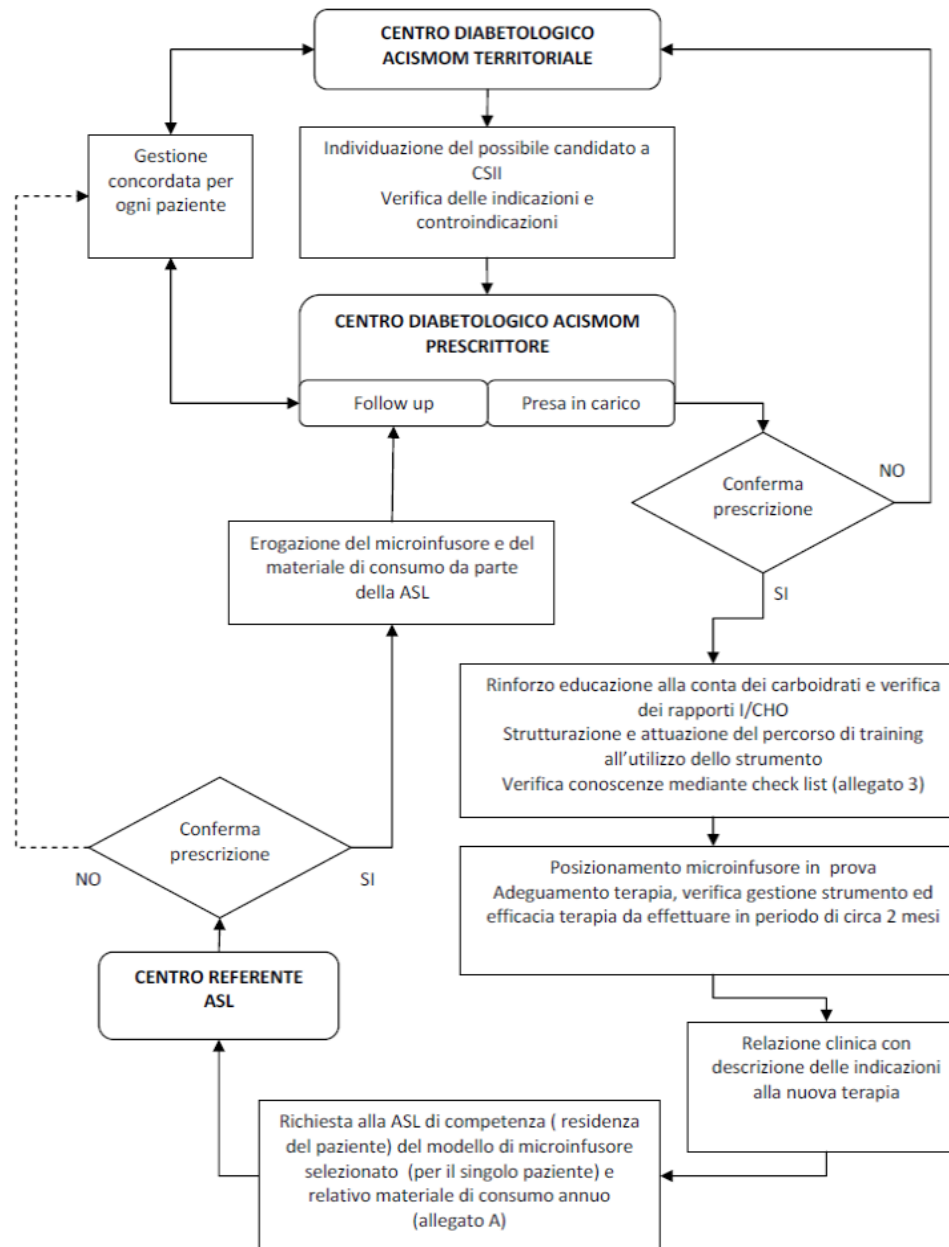 CENTRO DIABETOLOGICO
ACISMOM TERRITORIALE
Gestione
concordata per
ogni paziente
Individuazione del possibile candidato a
CSII
Verifica delle indicazioni e
controindicazioni
CENTRO DIABETOLOGICO ACISMOM
PRESCRITTORE
Follow up
Presa in carico
Conferma
prescrizione
NO
SI
Erogazione del microinfusore e del
materiale di consumo da parte
della ASL
Rinforzo educazione alla conta dei carboidrati e verifica
dei rapporti I/CHO
Strutturazione e attuazione del percorso di training
all’utilizzo dello strumento
Verifica conoscenze mediante check list (allegato 3)
Conferma
prescrizione
NO
SI
Posizionamento microinfusore in  prova
Adeguamento terapia, verifica gestione strumento ed
efficacia terapia da effettuare in periodo di circa 2 mesi
CENTRO REFERENTE
ASL
Relazione clinica con
descrizione delle indicazioni
alla nuova terapia
Richiesta alla ASL di competenza ( residenza
del paziente) del modello di microinfusore
selezionato  (per il singolo paziente) e
relativo materiale di consumo annuo
(allegato A)